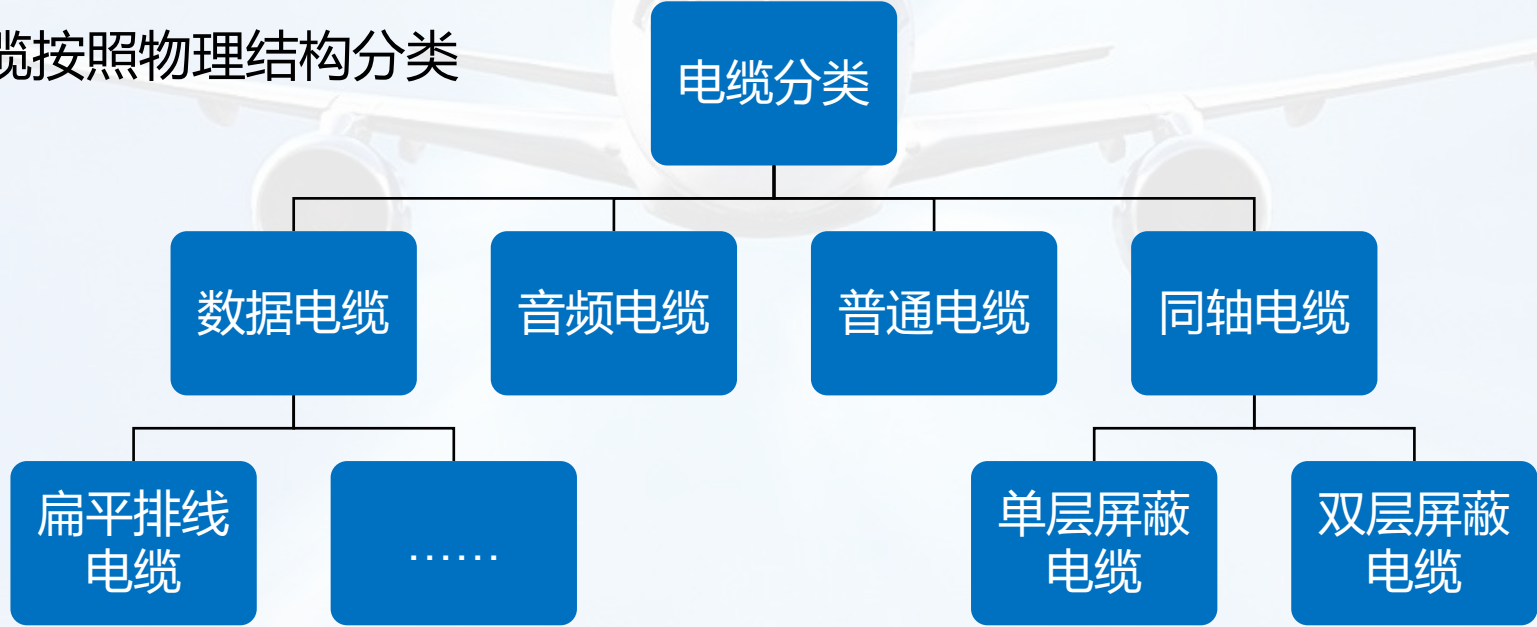 缆按照物理结构分类
电缆分类
数据电缆
音频电缆
普通电缆
同轴电缆
扁平排线
电缆
……
单层屏蔽
电缆
双层屏蔽
电缆